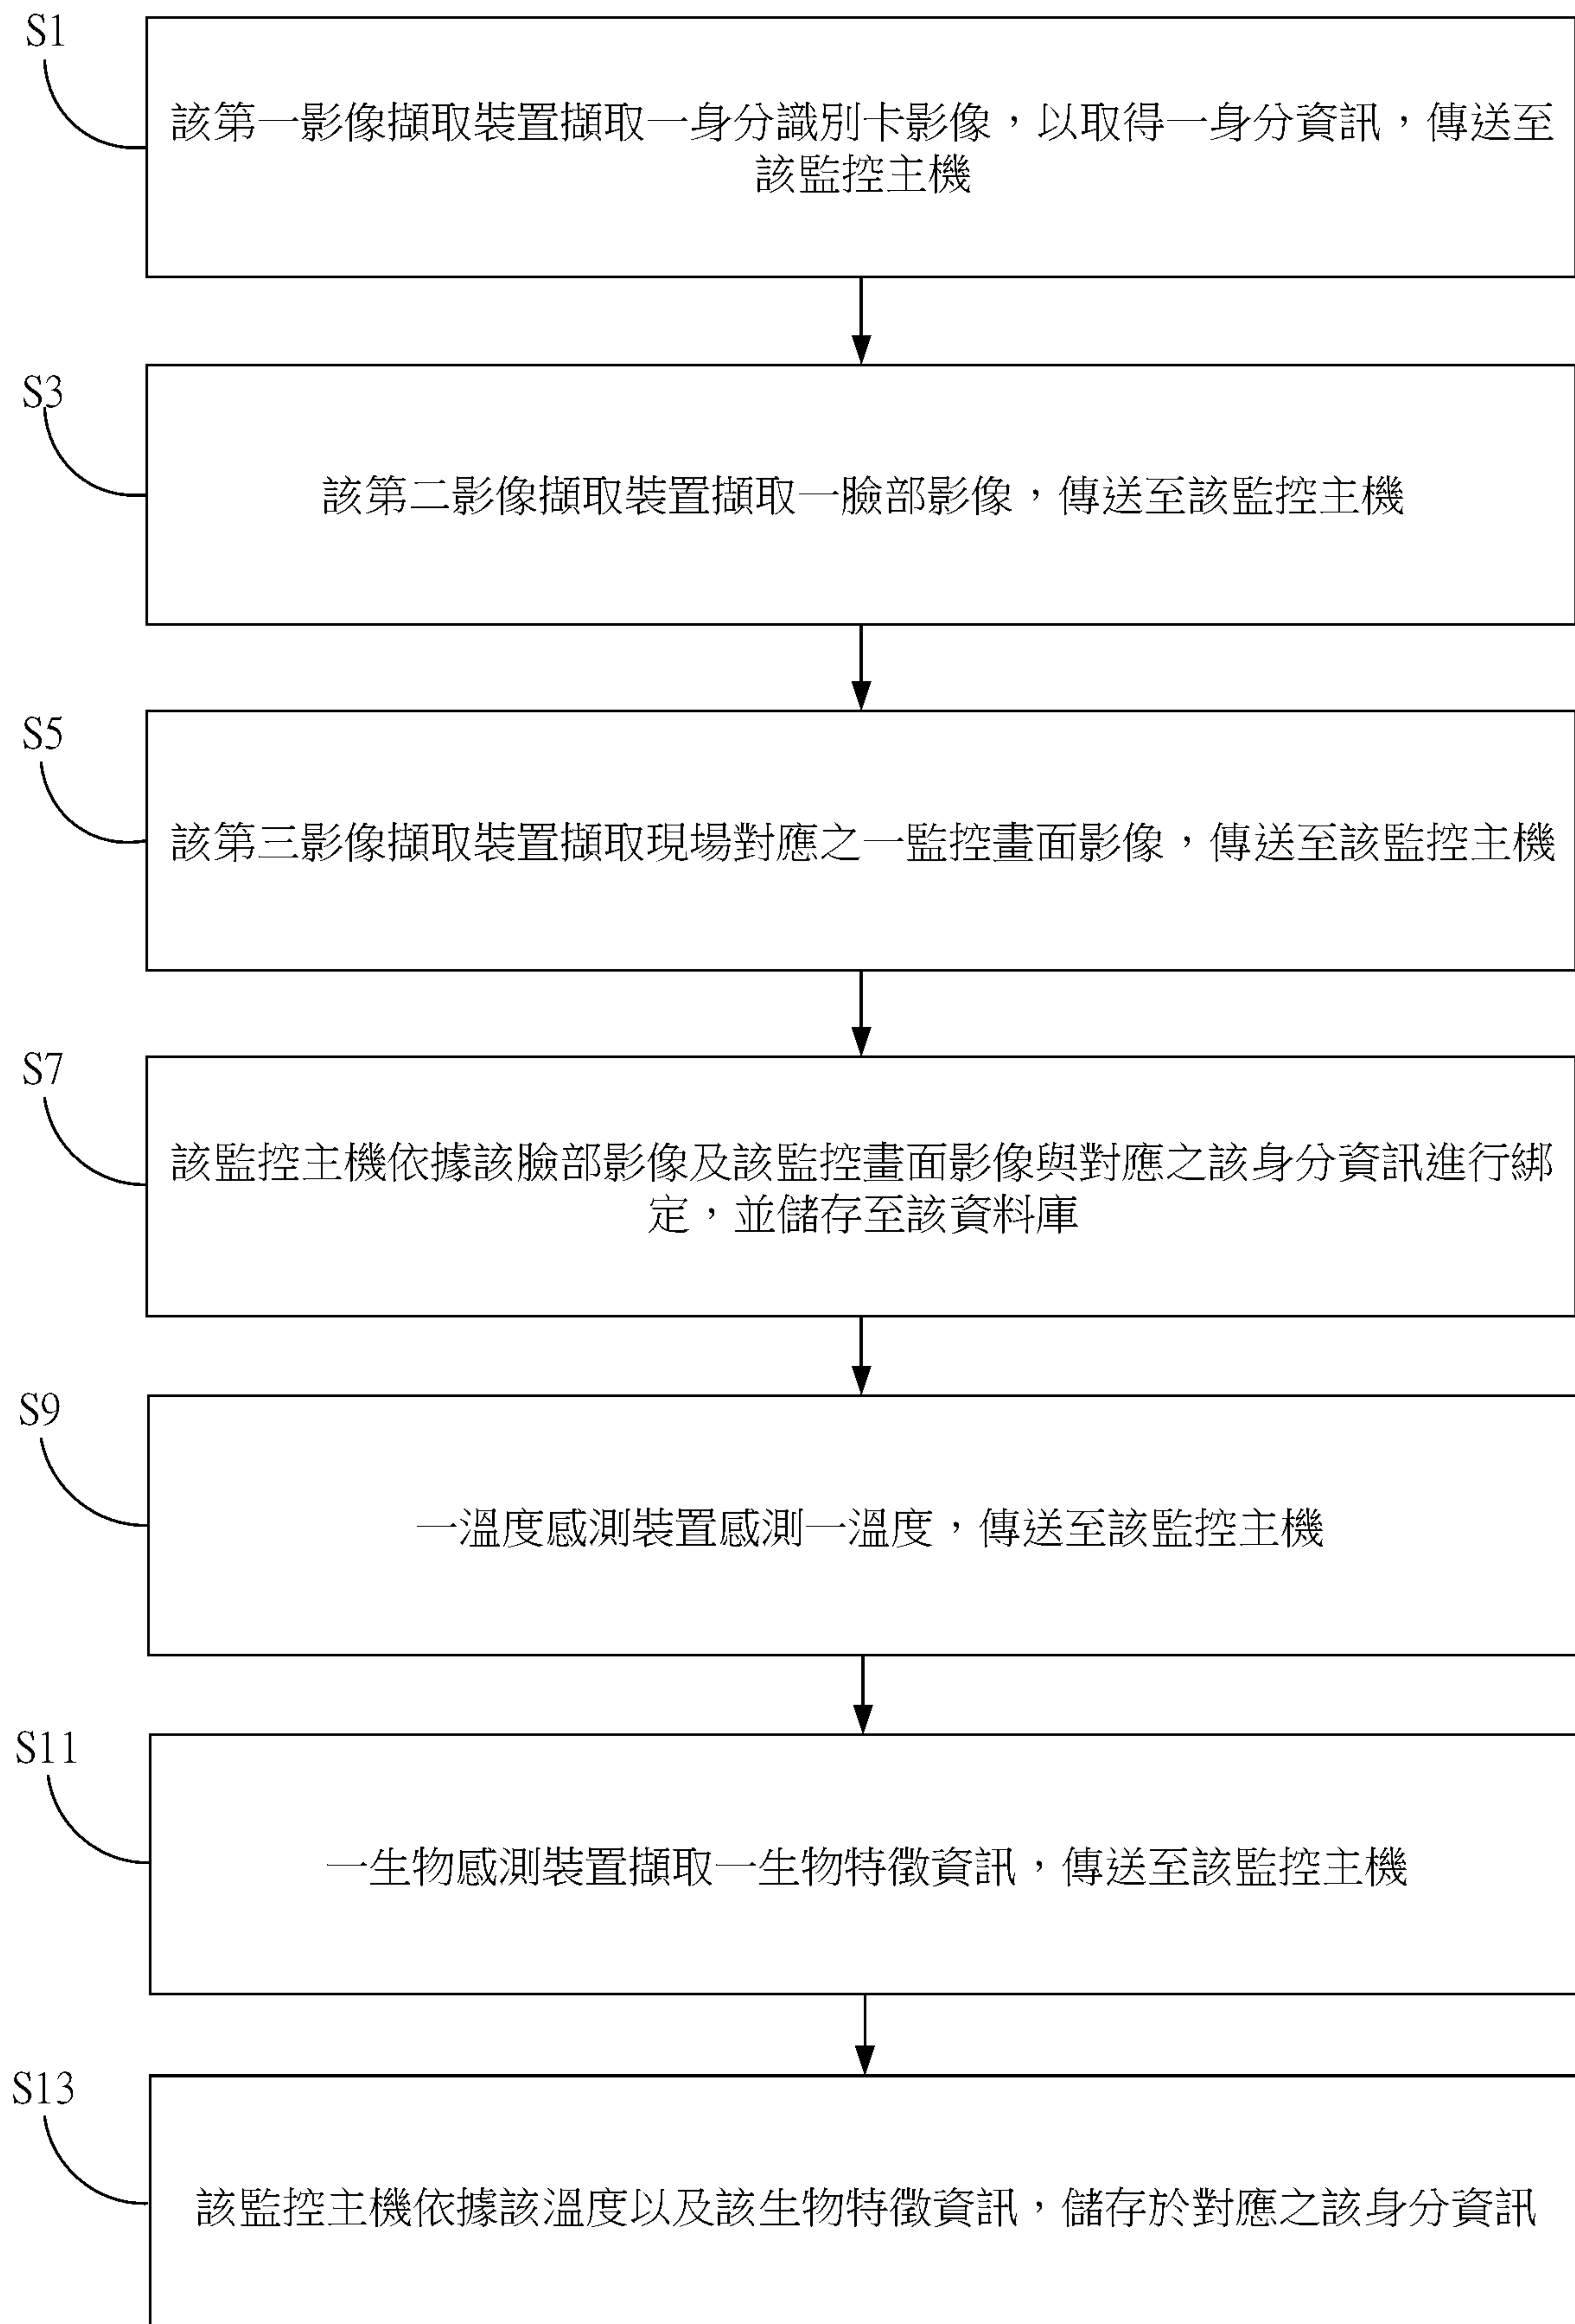 S1
該第一影像擷取裝置擷取一身分識別卡影像，以取得一身分資訊，傳送至
該監控主機
S3
該第二影像擷取裝置擷取一臉部影像，傳送至該監控主機
S5
該第三影像擷取裝置擷取現場對應之一監控畫面影像，傳送至該監控主機
S7
該監控主機依據該臉部影像及該監控畫面影像與對應之該身分資訊進行綁
定，並儲存至該資料庫
S9
一溫度感測裝置感測一溫度，傳送至該監控主機
S11
一生物感測裝置擷取一生物特徵資訊，傳送至該監控主機
S13
該監控主機依據該溫度以及該生物特徵資訊，儲存於對應之該身分資訊